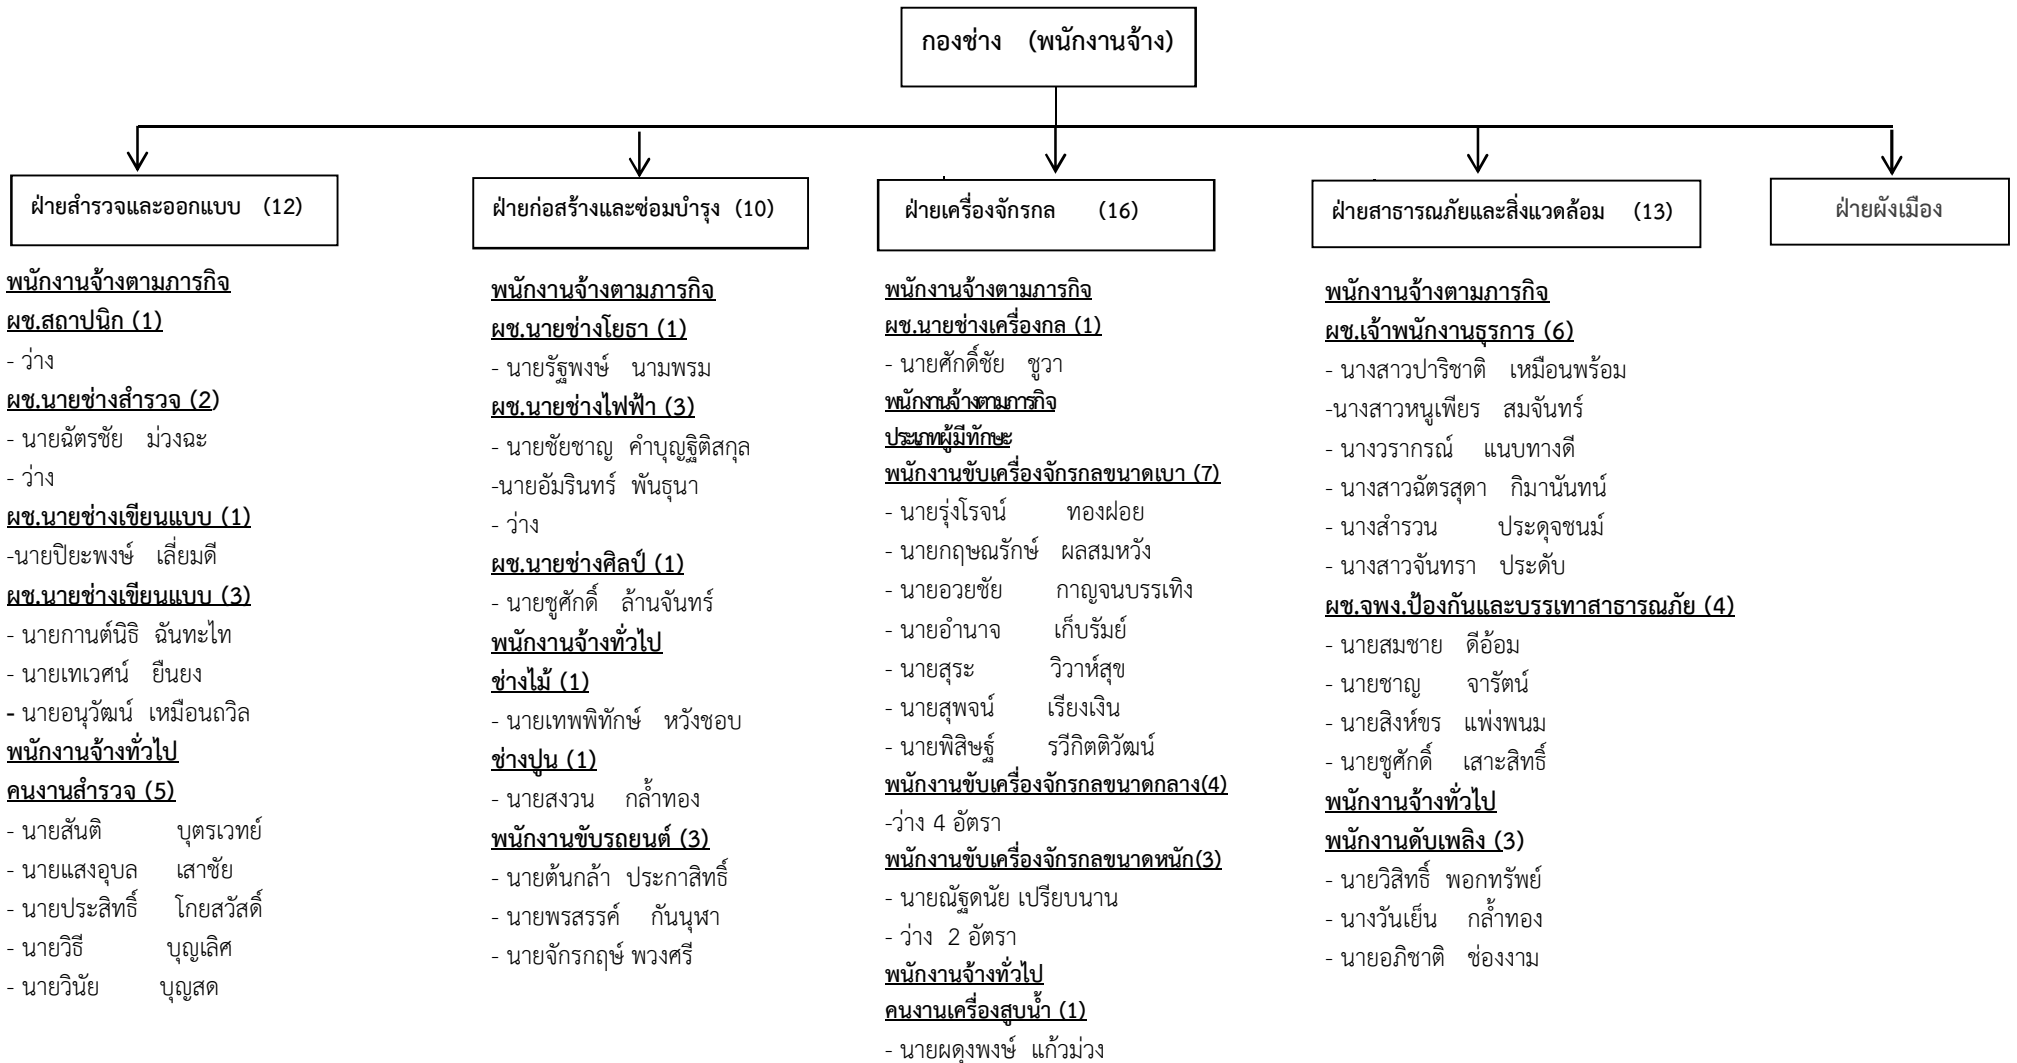 กองช่าง (พนักงานจ้าง)
ฝ่ายสำรวจและออกแบบ (12)
พนักงานจ้างตามภารกิจ
ผช.สถาปนิก (1)
- ว่าง
ผช.นายช่างสำรวจ (2)
- นายฉัตรชัย ม่วงฉะ
- ว่าง
ผช.นายช่างเขียนแบบ (1)
-นายปิยะพงษ์ เลี่ยมดี
ผช.นายช่างเขียนแบบ (3)
- นายกานต์นิธิ ฉันทะไท
- นายเทเวศน์ ยืนยง
- นายอนุวัฒน์ เหมือนถวิล
พนักงานจ้างทั่วไป
คนงานสำรวจ (5)
- นายสันติ บุตรเวทย์
- นายแสงอุบล เสาชัย
- นายประสิทธิ์ โกยสวัสดิ์
- นายวิธี บุญเลิศ
- นายวินัย บุญสด
ฝ่ายก่อสร้างและซ่อมบำรุง (10)
พนักงานจ้างตามภารกิจ
ผช.นายช่างโยธา (1)
- นายรัฐพงษ์ นามพรม
ผช.นายช่างไฟฟ้า (3)
- นายชัยชาญ คำบุญฐิติสกุล
-นายอัมรินทร์ พันธุนา
- ว่าง
ผช.นายช่างศิลป์ (1)
- นายชูศักดิ์ ล้านจันทร์
พนักงานจ้างทั่วไป
ช่างไม้ (1)
- นายเทพพิทักษ์ หวังชอบ
ช่างปูน (1)
- นายสงวน กล้ำทอง
พนักงานขับรถยนต์ (3)
- นายต้นกล้า ประกาสิทธิ์
- นายพรสรรค์ กันนุฬา
- นายจักรกฤษ์ พวงศรี
ฝ่ายเครื่องจักรกล (16)
พนักงานจ้างตามภารกิจ
ผช.นายช่างเครื่องกล (1)
- นายศักดิ์ชัย ชูวา
พนักงานจ้างตามภารกิจ
ประเภทผู้มีทักษะ
พนักงานขับเครื่องจักรกลขนาดเบา (7)
- นายรุ่งโรจน์ ทองฝอย
- นายกฤษณรักษ์ ผลสมหวัง
- นายอวยชัย กาญจนบรรเทิง
- นายอำนาจ เก็บรัมย์
- นายสุระ วิวาห์สุข
- นายสุพจน์ เรียงเงิน
- นายพิสิษฐ์ รวีกิตติวัฒน์
พนักงานขับเครื่องจักรกลขนาดกลาง(4)
-ว่าง 4 อัตรา
พนักงานขับเครื่องจักรกลขนาดหนัก(3)
- นายณัฐดนัย เปรียบนาน
- ว่าง 2 อัตรา
พนักงานจ้างทั่วไป
คนงานเครื่องสูบน้ำ (1)
- นายผดุงพงษ์ แก้วม่วง
ฝ่ายสาธารณภัยและสิ่งแวดล้อม (13)
พนักงานจ้างตามภารกิจ
ผช.เจ้าพนักงานธุรการ (6)
- นางสาวปาริชาติ เหมือนพร้อม
-นางสาวหนูเพียร สมจันทร์
- นางวรากรณ์ แนบทางดี
- นางสาวฉัตรสุดา กิมานันทน์
- นางสำรวน ประดุจชนม์
- นางสาวจันทรา ประดับ
ผช.จพง.ป้องกันและบรรเทาสาธารณภัย (4)
- นายสมชาย ดีอ้อม
- นายชาญ จารัตน์
- นายสิงห์ขร แพ่งพนม
- นายชูศักดิ์ เสาะสิทธิ์
พนักงานจ้างทั่วไป
พนักงานดับเพลิง (3)
- นายวิสิทธิ์ พอกทรัพย์
- นางวันเย็น กล้ำทอง
- นายอภิชาติ ช่องงาม
ฝ่ายผังเมือง